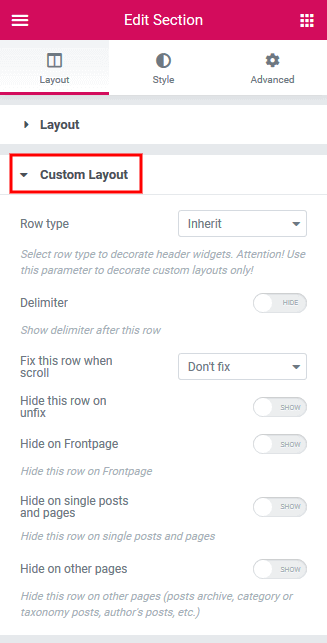 Edit Section
Layout Style Advanced
Layout
Custom Layout
Row type Inherit
Select row type to decorate header widgets. Attention! Use
this parameter to decorate custom layouts only!
Delimiter HIDE
Show delimiter after this row
Fix this row when
scroll Don't fix
Hide this row on
unfix SHOW
Hide on Frontpage SHOW
Hide this row on Frontpage
Hide on single posts
and pages SHOW
Hide this row on single posts and pages
Hide on other pages SHOW
Hide this row on other pages (posts archive, category or
taxonomy posts, author's posts, etc.)